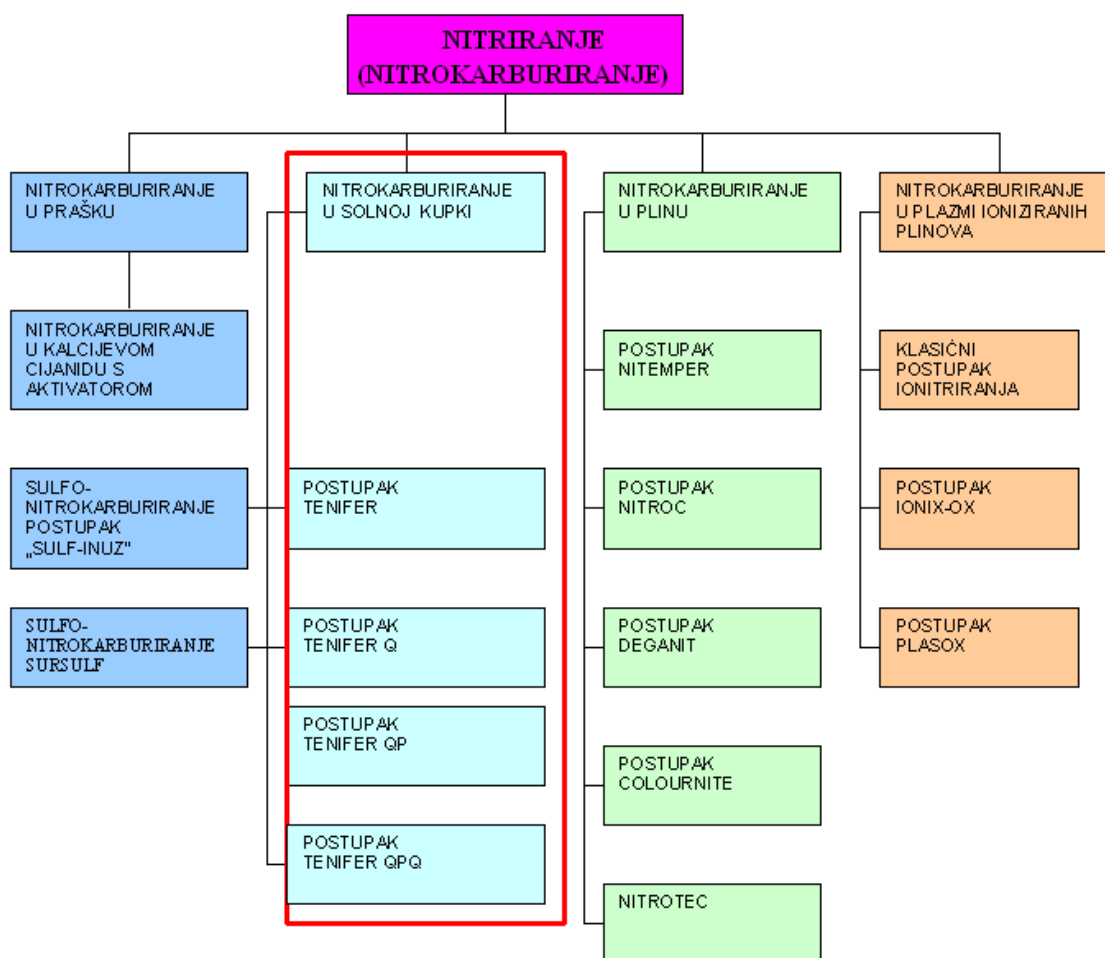 NITRIRANJE
(NITROKARBURIRANJE)
NITROKARBURIRANJE
U PRAŠKU
NITROKARBURIRANJE
U SOLNOJ KUPKI
NITROKARBURIRANJE
U PLINU
NITROKARBURIRANJE
U PLAZMI IONIZIRANIH
PLINOVA
NITROKARBURIRANJE
U KALCIJEVOM
CIJANIDU S
AKTIVATOROM
POSTUPAK
NITEMPER
KLASIČNI
POSTUPAK
IONITRIRANJA
SULFO-
NITROKARBURIRANJE
POSTUPAK
„SULF-INUZ"
POSTUPAK
TENIFER
POSTUPAK
NITROC
POSTUPAK
IONIX-OX
SULFO-
NITROKARBURIRANJE
SURSULF
POSTUPAK
TENIFER Q
POSTUPAK
DEGANIT
POSTUPAK
PLASOX
POSTUPAK
TENIFER QP
POSTUPAK
COLOURNITE
POSTUPAK
TENIFER QPQ
NITROTEC